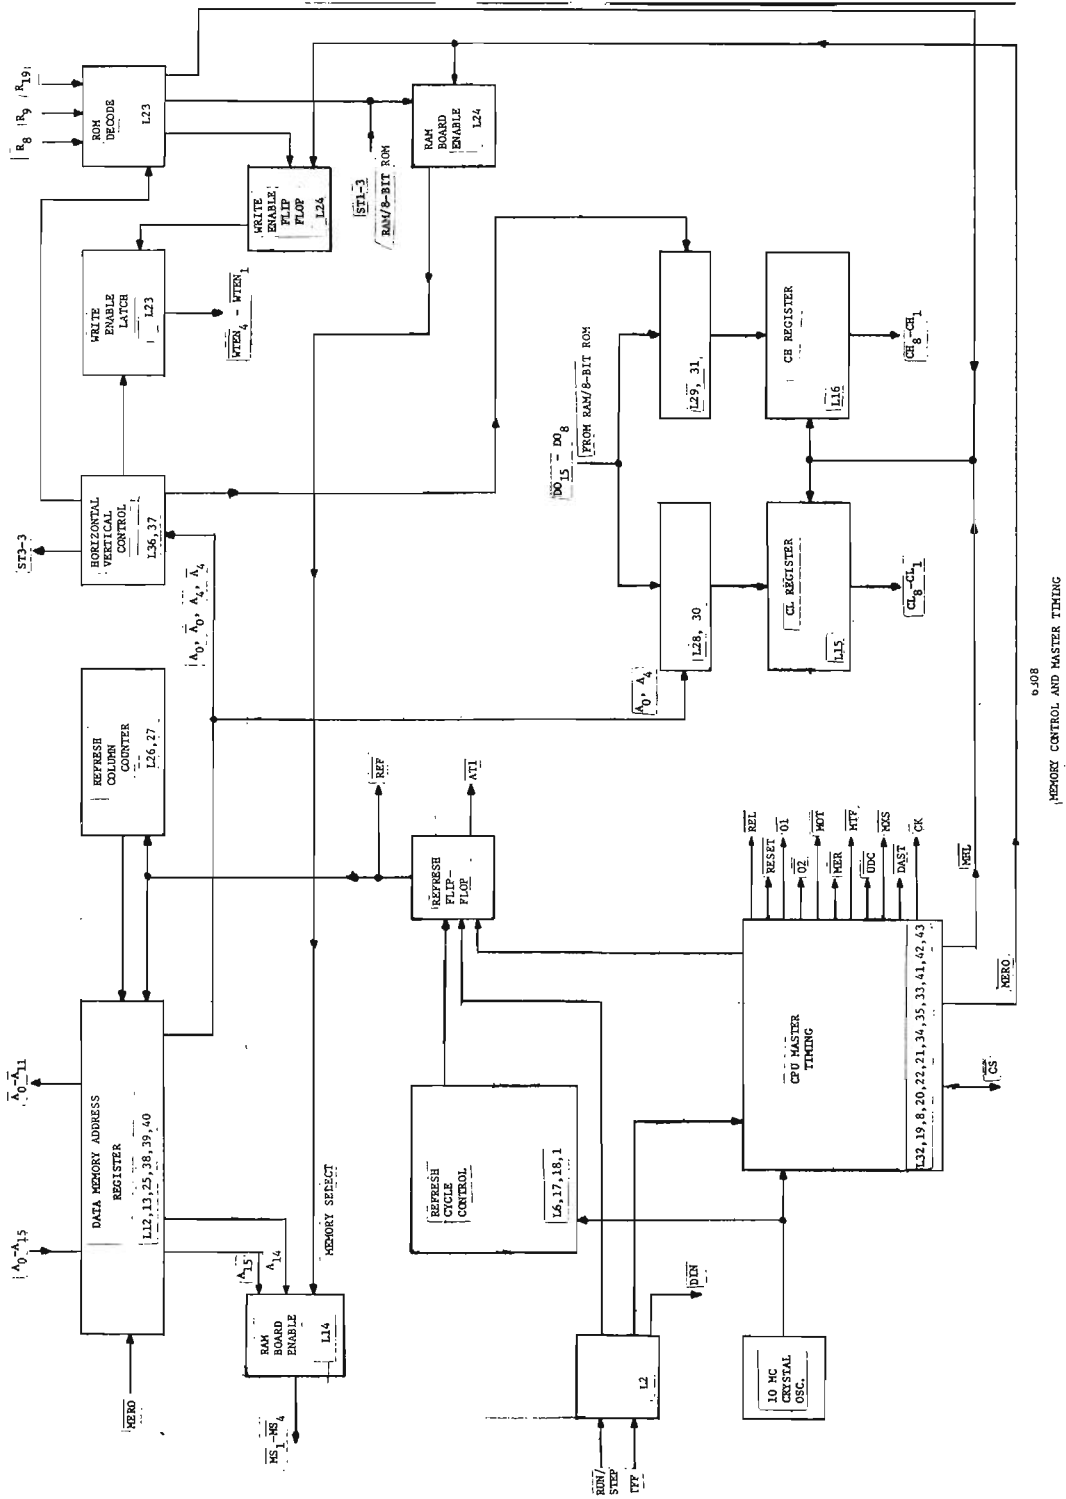 R8 R9 R19
ROM
DECODE
L23
RAM
BOARD
ENABLE
L24
WRITE
ENABLE
FLIP
FLOP
L24
ST1-3
RAM/8-BIT ROM
WRITE
ENABLE
LATCH
L23
WTEN4 - WTEN1
HORIZONTAL
VERTICAL
CONTROL
L36,37
ST3-3
A0, A0, A4, A4
DO15 - DO8
FROM RAM/8-BIT ROM
L29, 31
CH REGISTER
L16
CH8-CH1
L28, 30
A0, A4
CL REGISTER
L15
CL8-CL1
REFRESH
COLUMN
COUNTER
L26,27
REF
AT1
REFRESH
FLIP-
FLOP
DATA MEMORY ADDRESS
REGISTER
L12,13,25,38,39,40
A0-A11
A0-A15
MERO
A15
A14
MEMORY SELECT
RAM
BOARD
ENABLE
L14
MS1-MS4
REFRESH
CYCLE
CONTROL
L6,17,18,1
CPU MASTER
TIMING
L32,19,8,20,22,21,34,35,33,41,42,43
REL
RESET
O1
O2
MOT
MER
MTF
UDC
MXS
DAST
CK
MRL
MERO
CS
L2
DIN
RUN/
STEP
TFF
10 MC
CRYSTAL
OSC.
6308
MEMORY CONTROL AND MASTER TIMING